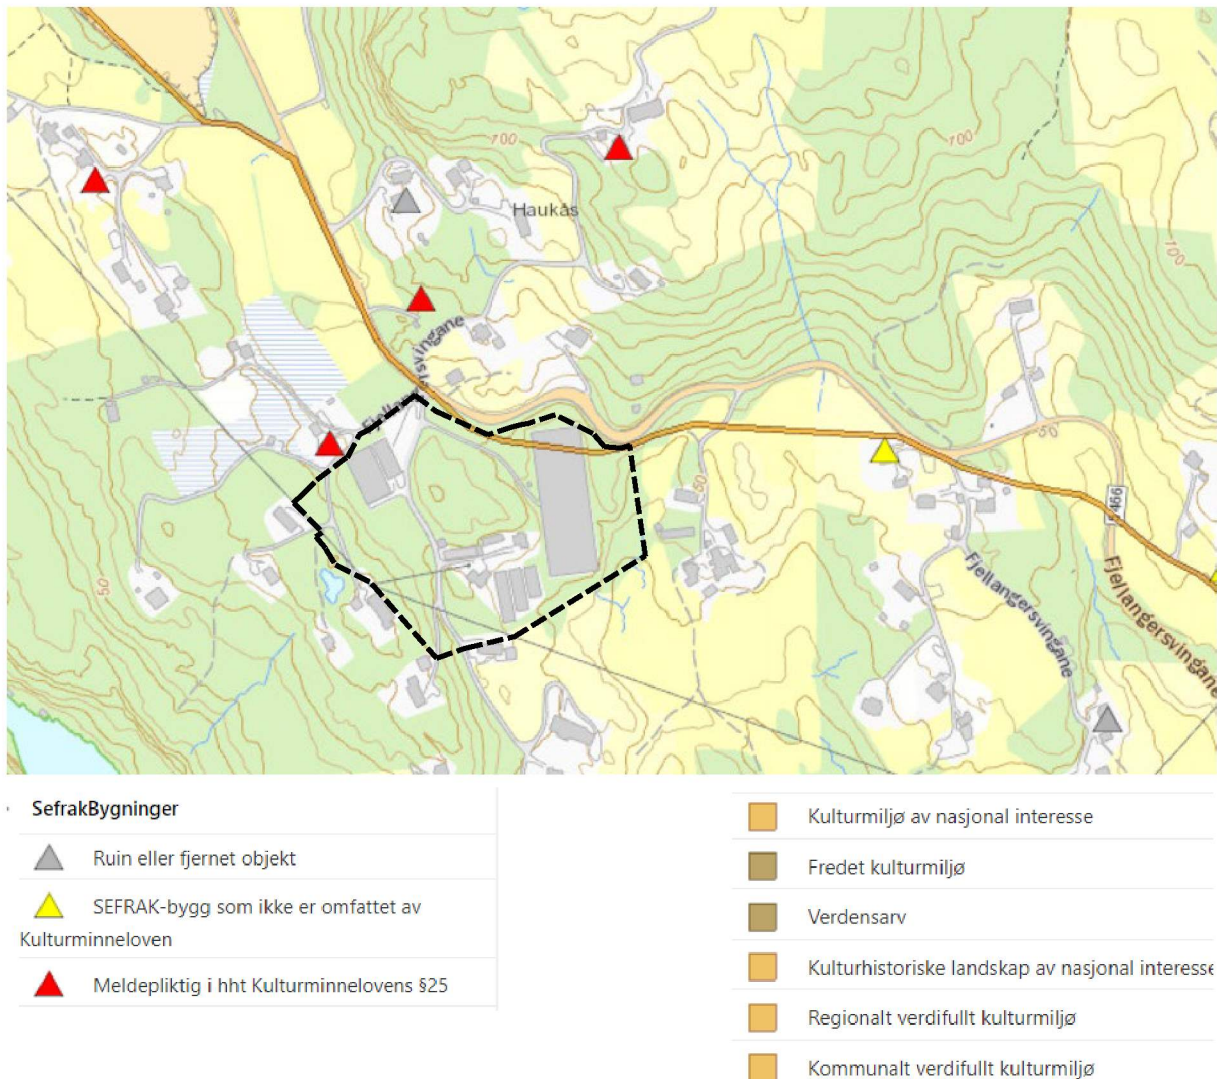 100
100
Haukås
100
Fjellangersvingane
50
F 466
50
50
Fjellangersvingane
Fjellangersvingane
SefrakBygninger
Ruin eller fjernet objekt
SEFRAK-bygg som ikke er omfattet av
Kulturminneloven
Meldepliktig i hht Kulturminnelovens §25
Kulturmiljø av nasjonal interesse
Fredet kulturmiljø
Verdensarv
Kulturhistoriske landskap av nasjonal interesse
Regionalt verdifullt kulturmiljø
Kommunalt verdifullt kulturmiljø